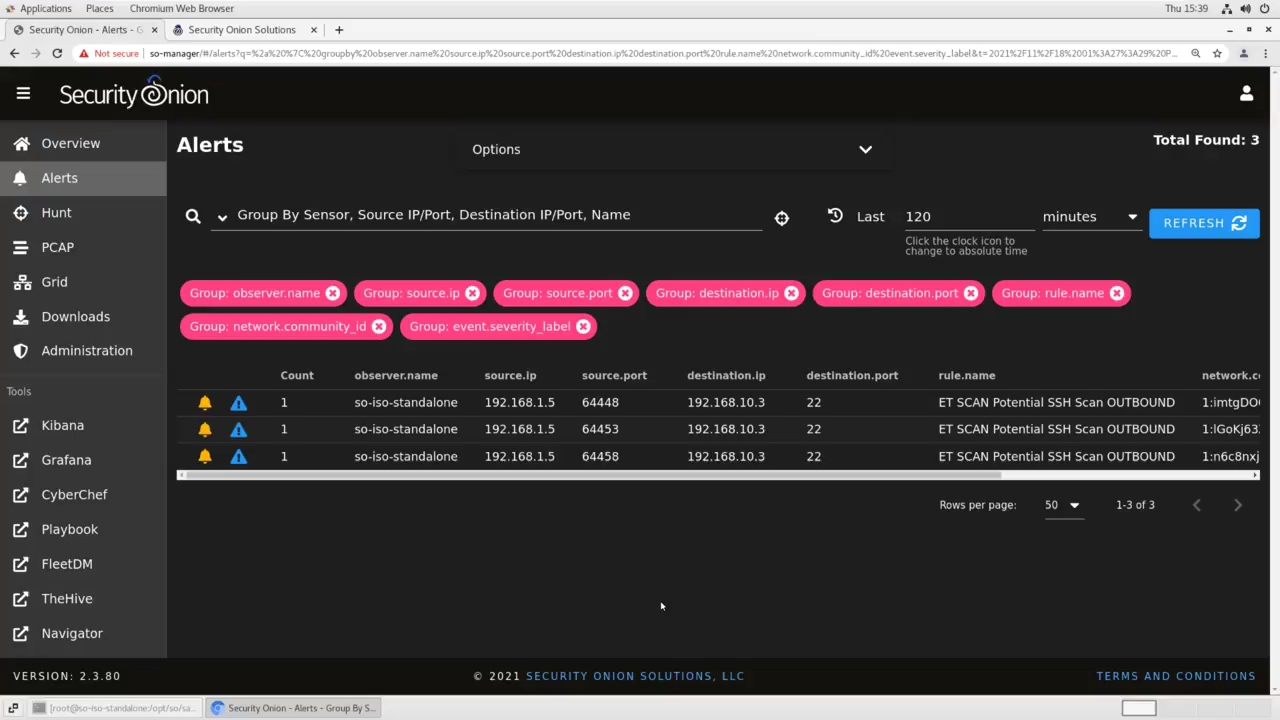 Applications Places Chromium Web Browser Thu 15:39
Security Onion - Alerts - G Security Onion Solutions
Not secure so-manager/#/alerts?q=%2a%20%7C%20groupby%20observer.name%20source.ip%20source.port%20destination.ip%20destination.port%20rule.name%20network.community_id%20event.severity_label&t=2021%2F11%2F18%2001%3A27%3A29%20P...
Security Onion
Overview
Alerts
Hunt
PCAP
Grid
Downloads
Administration
Tools
Kibana
Grafana
CyberChef
Playbook
FleetDM
TheHive
Navigator
Alerts Options Total Found: 3
Group By Sensor, Source IP/Port, Destination IP/Port, Name Last 120 minutes REFRESH
Click the clock icon to
change to absolute time
Group: observer.name Group: source.ip Group: source.port Group: destination.ip Group: destination.port Group: rule.name
Group: network.community_id Group: event.severity_label
Count observer.name source.ip source.port destination.ip destination.port rule.name network.c
1 so-iso-standalone 192.168.1.5 64448 192.168.10.3 22 ET SCAN Potential SSH Scan OUTBOUND 1:imtgDO
1 so-iso-standalone 192.168.1.5 64453 192.168.10.3 22 ET SCAN Potential SSH Scan OUTBOUND 1:lGoKj63
1 so-iso-standalone 192.168.1.5 64458 192.168.10.3 22 ET SCAN Potential SSH Scan OUTBOUND 1:n6c8nxj
Rows per page: 50 1-3 of 3
VERSION: 2.3.80 © 2021 SECURITY ONION SOLUTIONS, LLC TERMS AND CONDITIONS
[root@so-iso-standalone:/opt/so/sa... Security Onion - Alerts - Group By S...